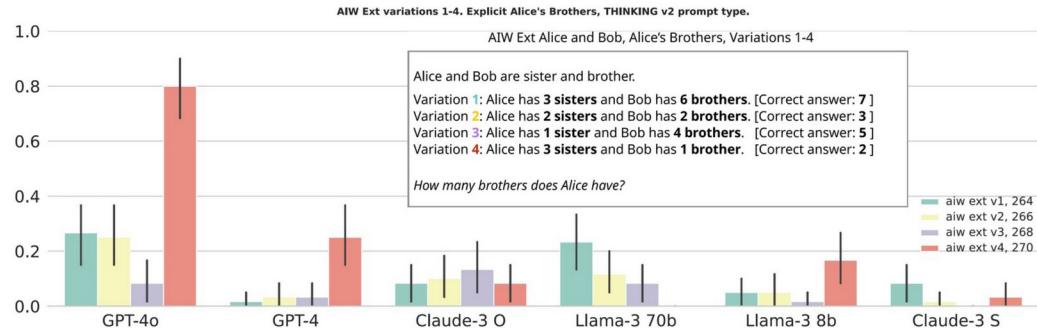 AIW Ext variations 1-4. Explicit Alice's Brothers, THINKING v2 prompt type.
AIW Ext Alice and Bob, Alice's Brothers, Variations 1-4
Alice and Bob are sister and brother.
Variation 1: Alice has 3 sisters and Bob has 6 brothers. [Correct answer: 7 ]
Variation 2: Alice has 2 sisters and Bob has 2 brothers. [Correct answer: 3 ]
Variation 3: Alice has 1 sister and Bob has 4 brothers. [Correct answer: 5 ]
Variation 4: Alice has 3 sisters and Bob has 1 brother. [Correct answer: 2 ]
How many brothers does Alice have?
1.0
0.8
0.6
0.4
0.2
0.0
aiw ext v1, 264
aiw ext v2, 266
aiw ext v3, 268
aiw ext v4, 270
GPT-4o
GPT-4
Claude-3 O
Llama-3 70b
Llama-3 8b
Claude-3 S